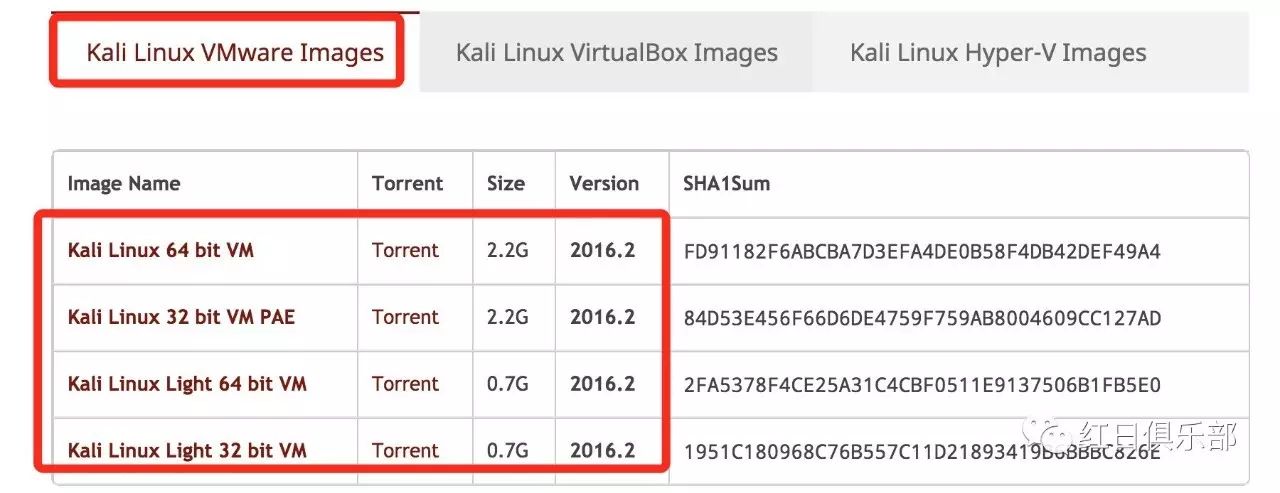 Kali Linux VMware Images Kali Linux VirtualBox Images Kali Linux Hyper-V Images
Image Name Torrent Size Version SHA1Sum
Kali Linux 64 bit VM Torrent 2.2G 2016.2 FD91182F6ABCBA7D3EFA4DE0B58F4DB42DEF49A4
Kali Linux 32 bit VM PAE Torrent 2.2G 2016.2 84D53E456F66D6DE4759F759AB8004609CC127AD
Kali Linux Light 64 bit VM Torrent 0.7G 2016.2 2FA5378F4CE25A31C4CBF0511E9137506B1FB5E0
Kali Linux Light 32 bit VM Torrent 0.7G 2016.2
红日俱乐部